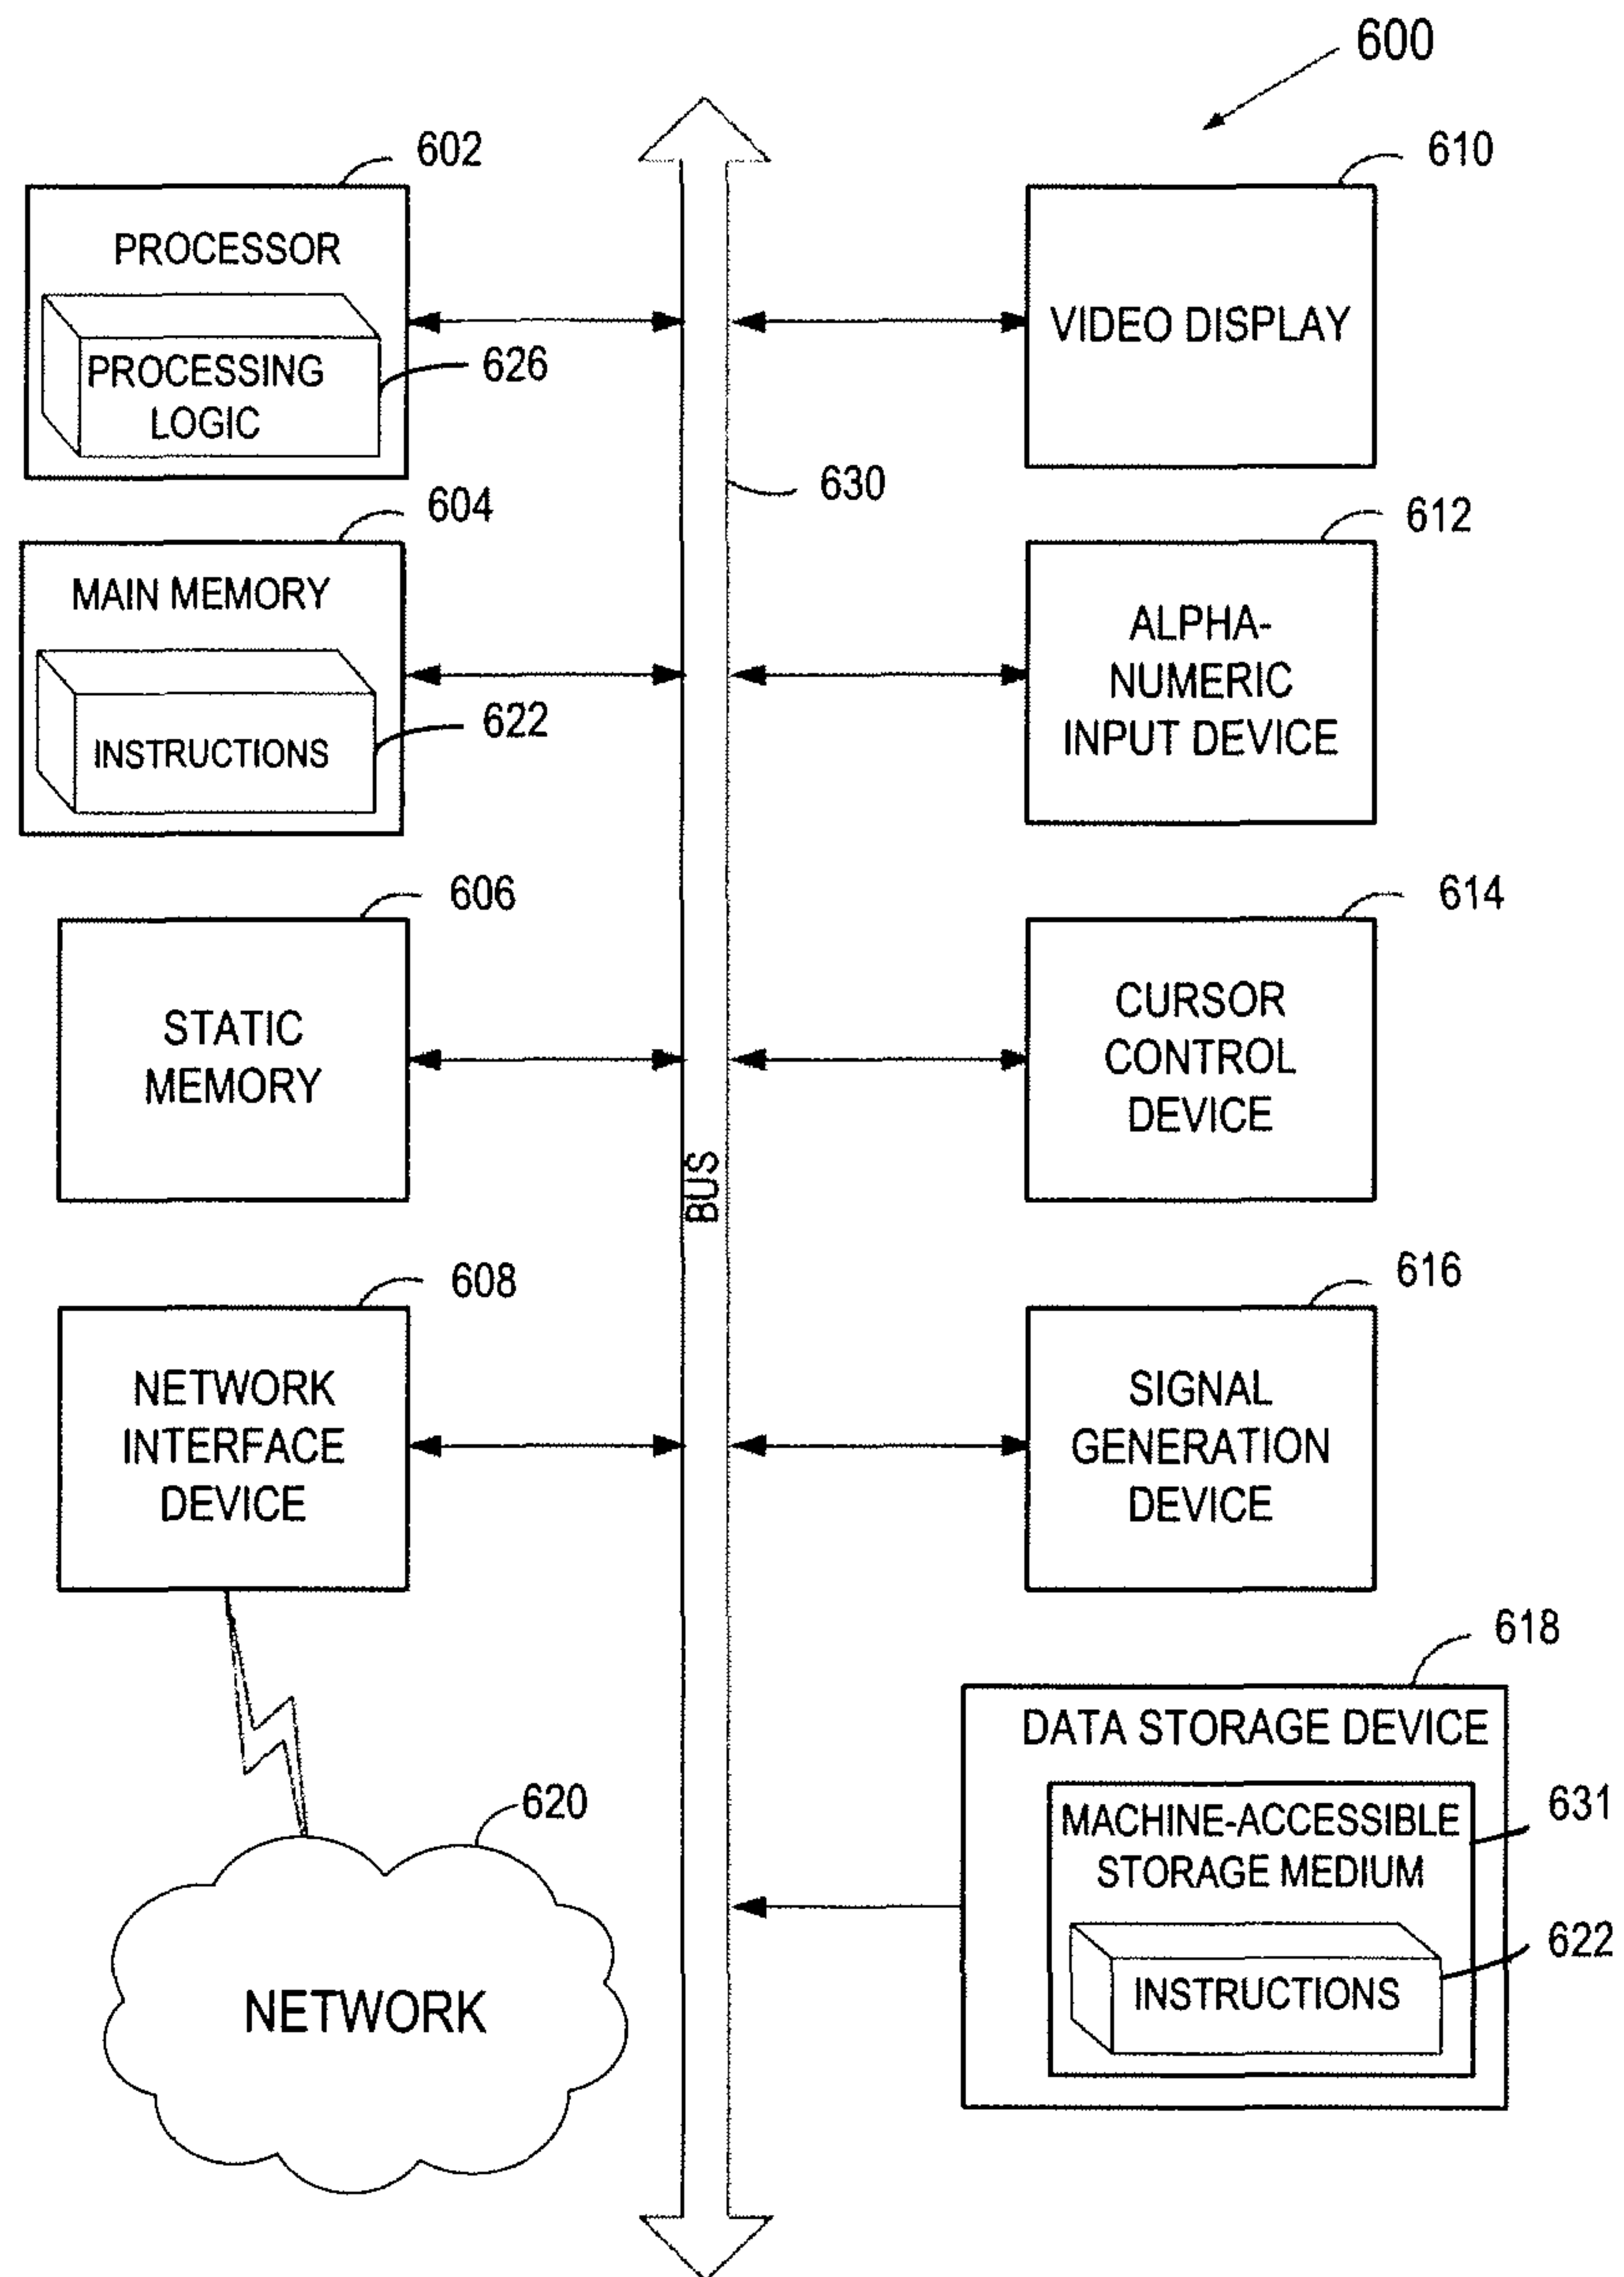 600
602
610
PROCESSOR
PROCESSING
LOGIC
626
VIDEO DISPLAY
630
604
612
MAIN MEMORY
INSTRUCTIONS
622
ALPHA-
NUMERIC
INPUT DEVICE
606
614
STATIC
MEMORY
CURSOR
CONTROL
DEVICE
BUS
608
616
NETWORK
INTERFACE
DEVICE
SIGNAL
GENERATION
DEVICE
618
DATA STORAGE DEVICE
620
631
MACHINE-ACCESSIBLE
STORAGE MEDIUM
622
INSTRUCTIONS
NETWORK